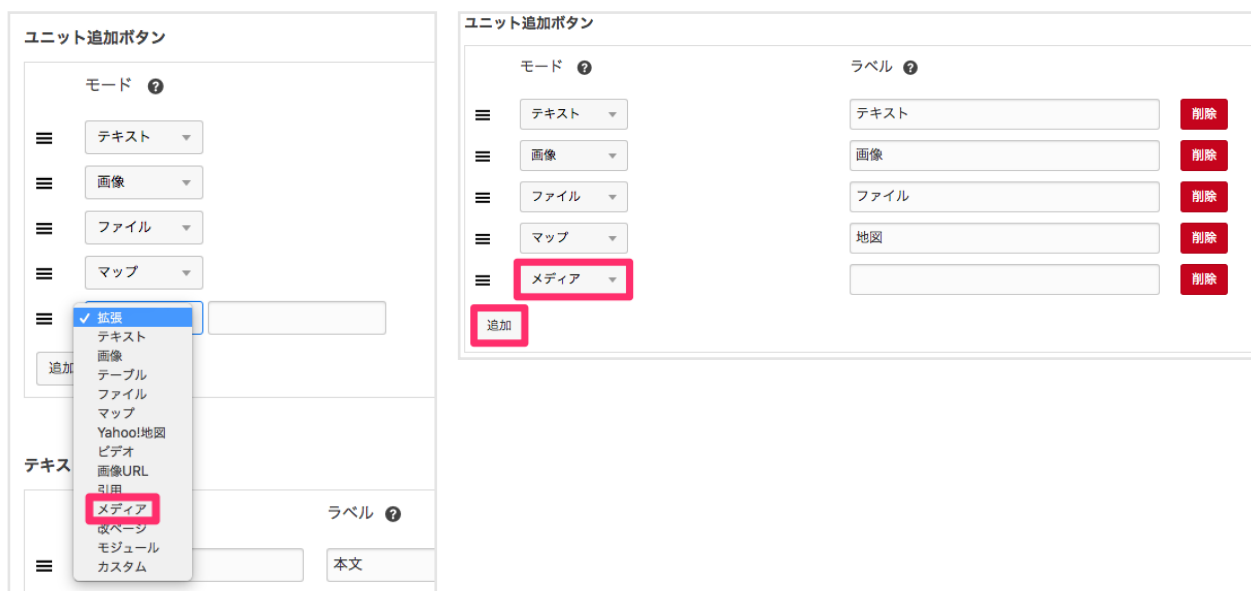 ユニット追加ボタン
モード ?
テキスト
画像
ファイル
マップ
✓ 拡張
テキスト
画像
テーブル
ファイル
マップ
Yahoo!地図
ビデオ
画像URL
引用
メディア
改ページ
モジュール
カスタム
追加
テキス
ラベル ?
本文
ユニット追加ボタン
モード ? ラベル ?
テキスト テキスト 削除
画像 画像 削除
ファイル ファイル 削除
マップ 地図 削除
メディア 削除
追加